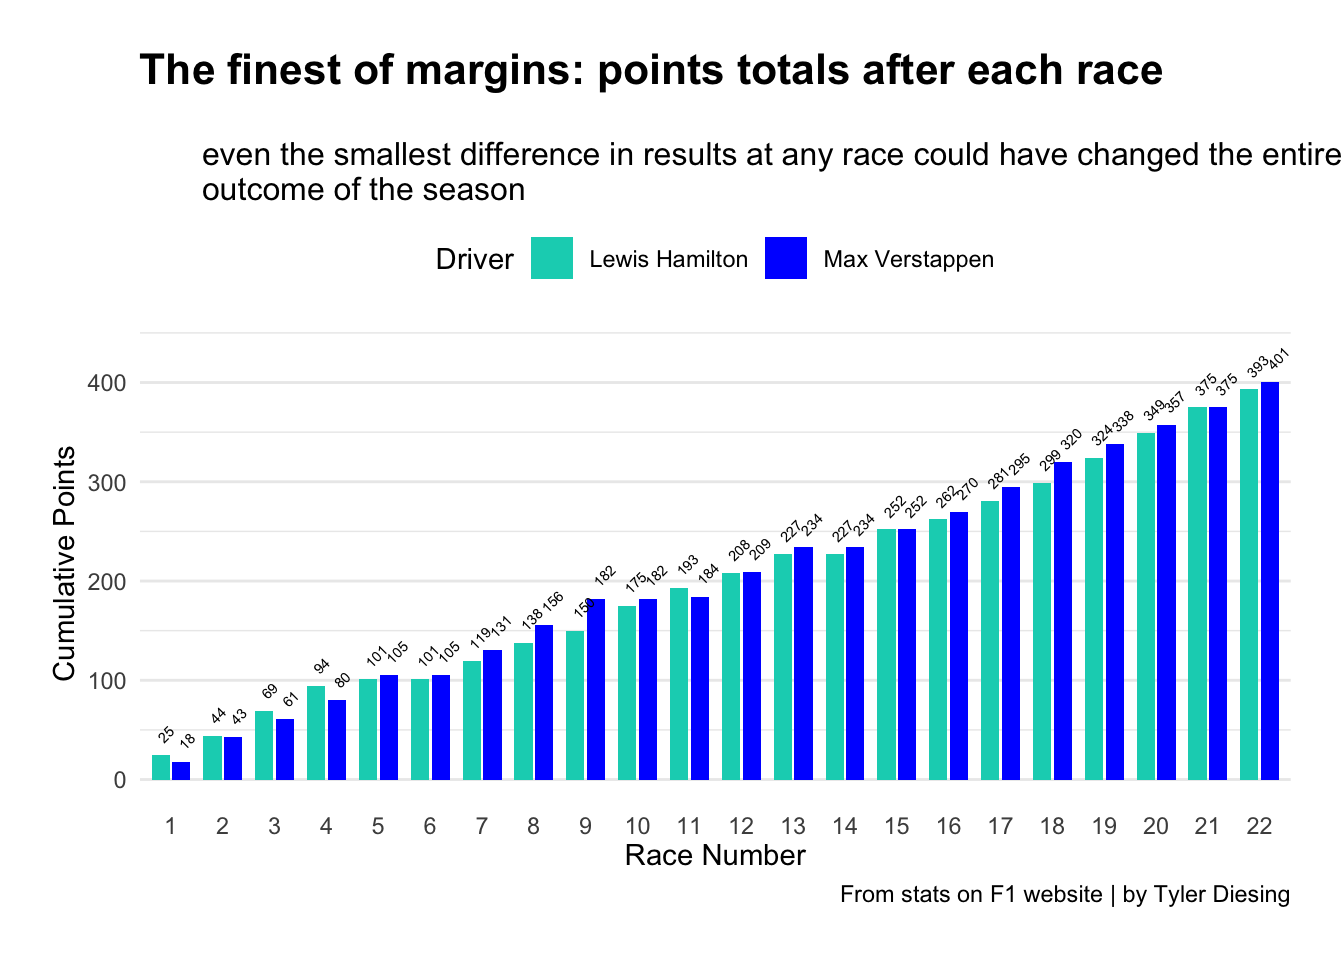 The finest of margins: points totals after each race
even the smallest difference in results at any race could have changed the entire
outcome of the season
Driver Lewis Hamilton Max Verstappen
Cumulative Points
400
300
200
100
0
25 18 44 43 69 61 94 80 101 105 101 105 119 131 138 156 150 182 175 182 193 184 208 209 227 234 227 234 252 252 262 270 281 295 299 320 324 338 349 357 375 375 393 401
1 2 3 4 5 6 7 8 9 10 11 12 13 14 15 16 17 18 19 20 21 22
Race Number
From stats on F1 website | by Tyler Diesing